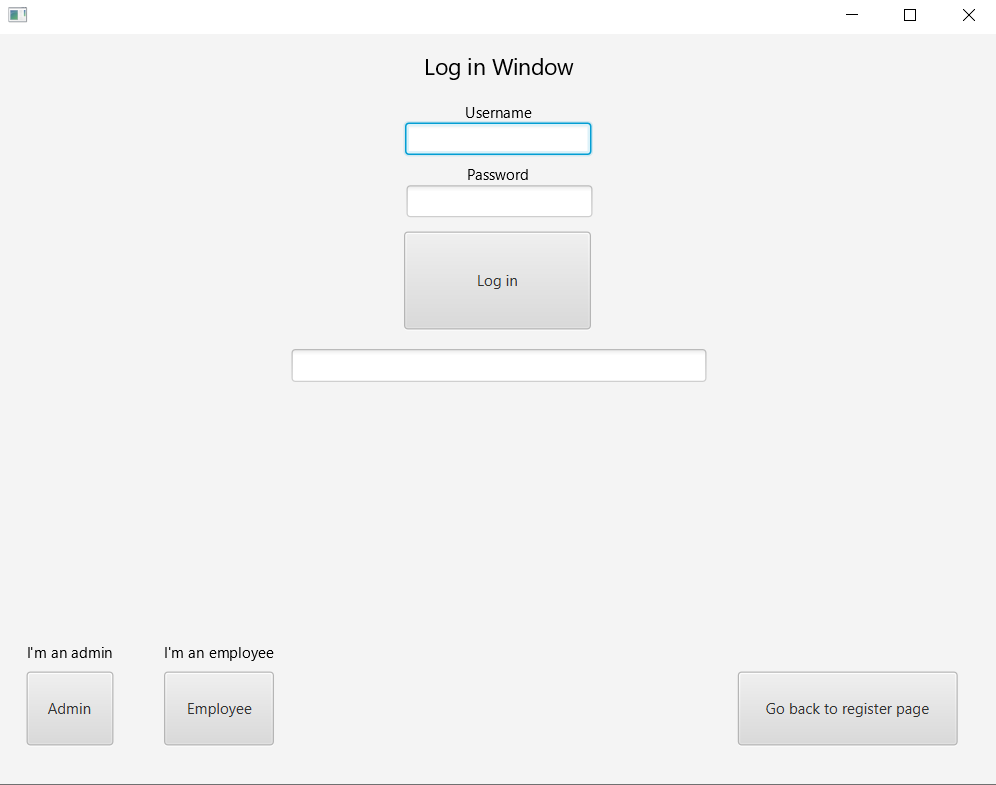 Log in Window
Username
Password
Log in
I'm an admin
I'm an employee
Admin
Employee
Go back to register page